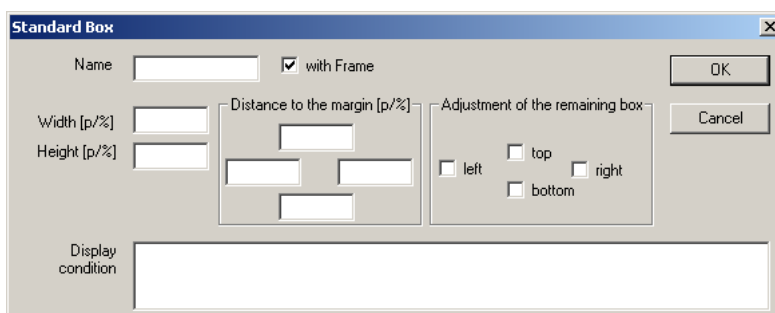 Standard Box
Name
with Frame
OK
Width [p/%]
Height [p/%]
Distance to the margin [p/%]
Adjustment of the remaining box
left
top
right
bottom
Cancel
Display
condition